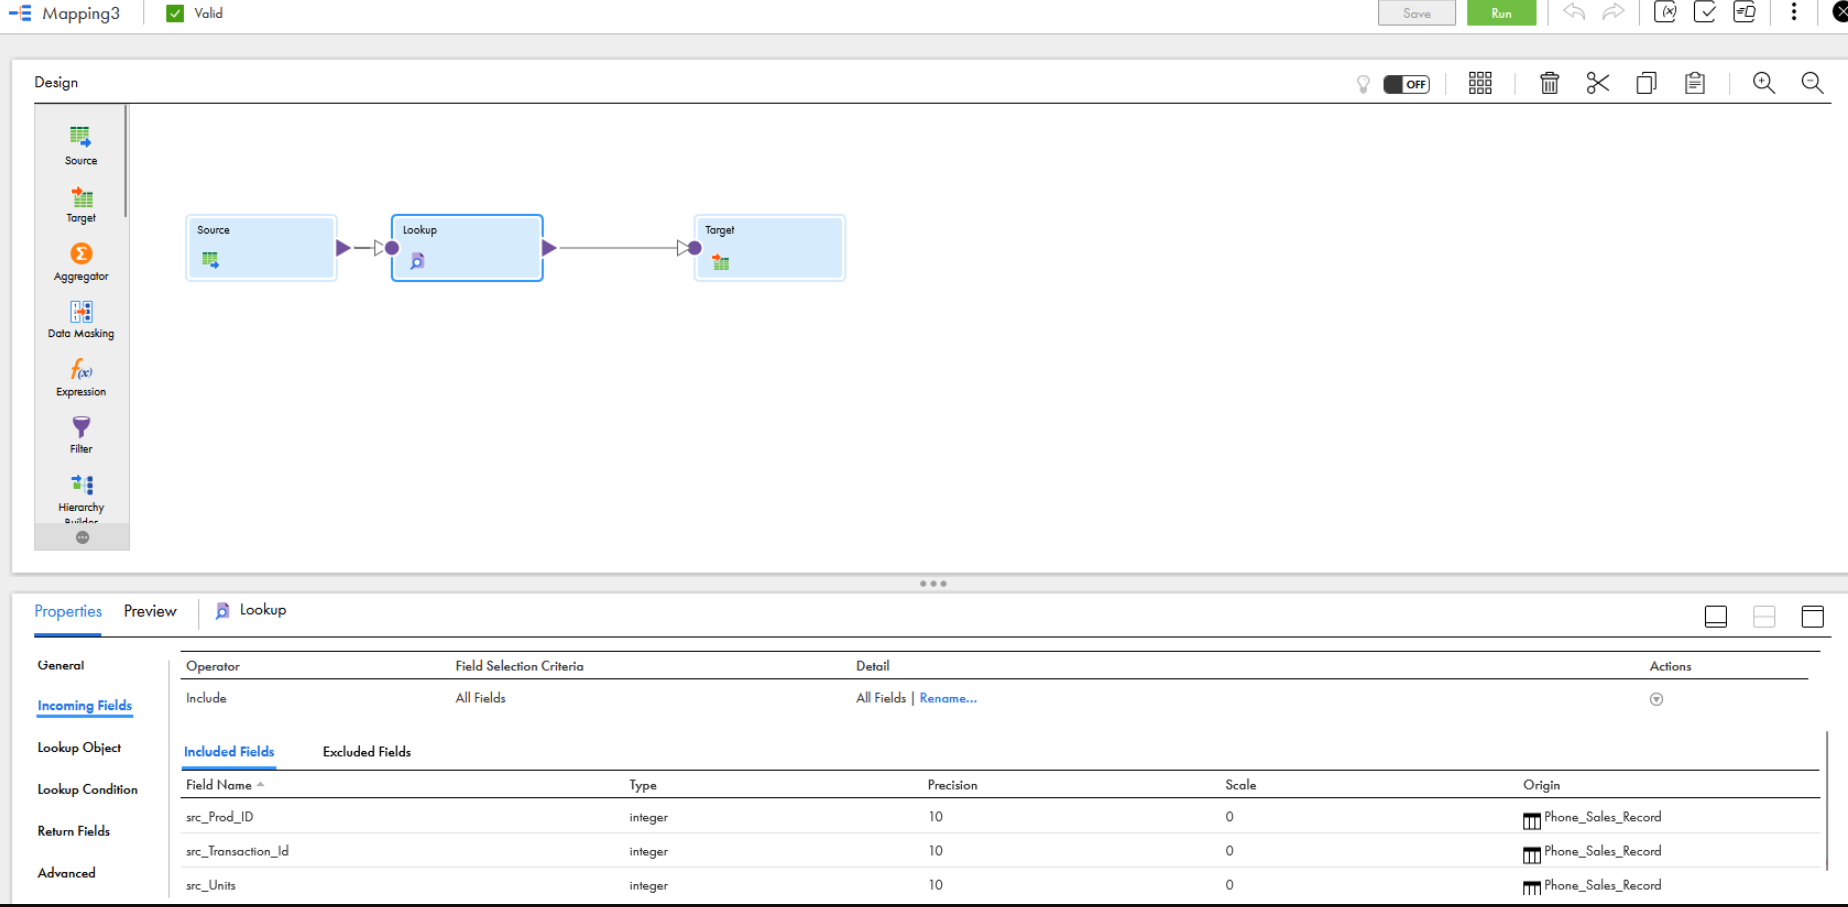 Mapping3
Valid
Save
Run
Design
OFF
Source
Target
Aggregator
Data Masking
Expression
Filter
Hierarchy
Builder
Source
Lookup
Target
Properties
Preview
Lookup
General
Incoming Fields
Lookup Object
Lookup Condition
Return Fields
Advanced
Operator Field Selection Criteria Detail Actions
Include All Fields All Fields | Rename...
Included Fields Excluded Fields
Field Name Type Precision Scale Origin
src_Prod_ID integer 10 0 Phone_Sales_Record
src_Transaction_Id integer 10 0 Phone_Sales_Record
src_Units integer 10 0 Phone_Sales_Record